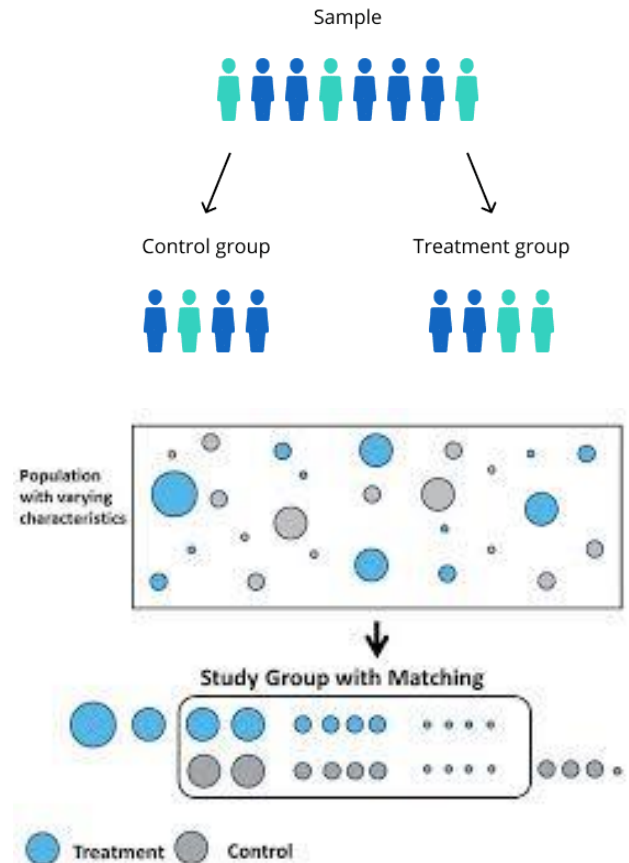 Sample
Control group
Treatment group
Population
with varying
characteristics
Study Group with Matching
Treatment
Control